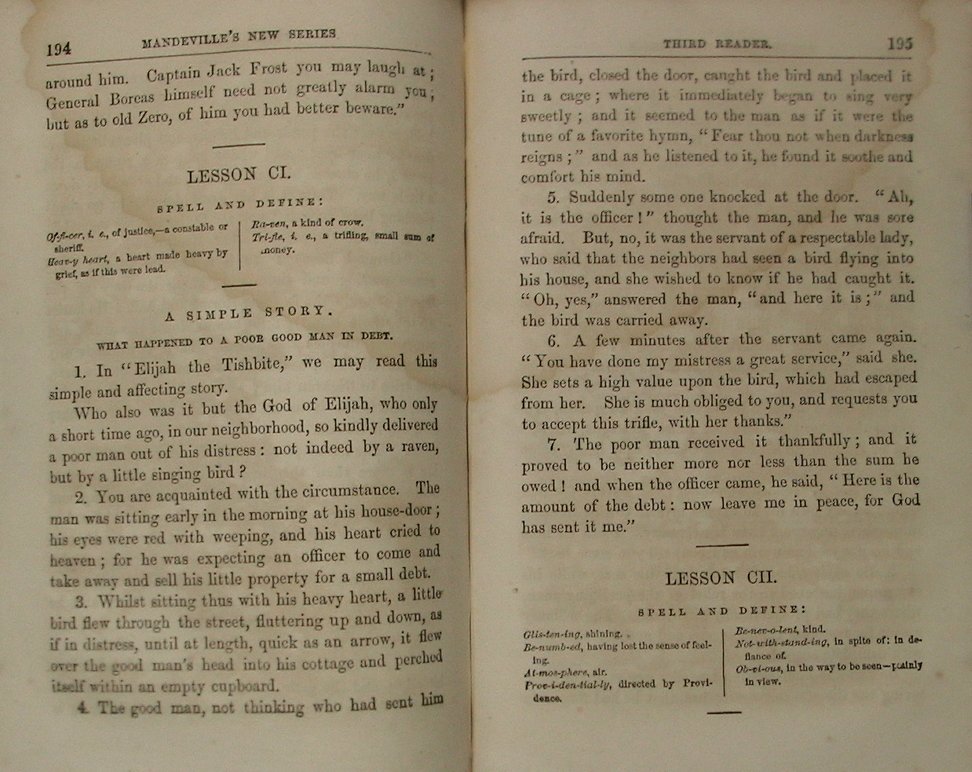 194 MANDEVILLE'S NEW SERIES
around him. Captain Jack Frost you may laugh at;
General Boreas himself need not greatly alarm you;
but as to old Zero, of him you had better beware."
LESSON CI.
SPELL AND DEFINE:
Of-fi-cer, i. e., of justice,—a constable or
sheriff.
Heav-y heart, a heart made heavy by
grief, as if this were lead.
Ra-ven, a kind of crow.
Tri-fle, i. e., a trifling, small sum of
money.
A SIMPLE STORY.
WHAT HAPPENED TO A POOR GOOD MAN IN DEBT.
1. In "Elijah the Tishbite," we may read this
simple and affecting story.
Who also was it but the God of Elijah, who only
a short time ago, in our neighborhood, so kindly delivered
a poor man out of his distress: not indeed by a raven,
but by a little singing bird?
2. You are acquainted with the circumstance. The
man was sitting early in the morning at his house-door;
his eyes were red with weeping, and his heart cried to
heaven; for he was expecting an officer to come and
take away and sell his little property for a small debt.
3. Whilst sitting thus with his heavy heart, a little
bird flew through the street, fluttering up and down, as
if in distress, until at length, quick as an arrow, it flew
over the good man's head into his cottage and perched
itself within an empty cupboard.
4. The good man, not thinking who had sent him
THIRD READER. 195
the bird, closed the door, caught the bird and placed it
in a cage; where it immediately began to sing very
sweetly; and it seemed to the man as if it were the
tune of a favorite hymn, "Fear thou not when darkness
reigns;" and as he listened to it, he found it soothe and
comfort his mind.
5. Suddenly some one knocked at the door. "Ah,
it is the officer!" thought the man, and he was sore
afraid. But, no, it was the servant of a respectable lady,
who said that the neighbors had seen a bird flying into
his house, and she wished to know if he had caught it.
"Oh, yes," answered the man, "and here it is;" and
the bird was carried away.
6. A few minutes after the servant came again.
"You have done my mistress a great service," said she.
She sets a high value upon the bird, which had escaped
from her. She is much obliged to you, and requests you
to accept this trifle, with her thanks."
7. The poor man received it thankfully; and it
proved to be neither more nor less than the sum he
owed! and when the officer came, he said, "Here is the
amount of the debt: now leave me in peace, for God
has sent it me."
LESSON CII.
SPELL AND DEFINE:
Glis-ten-ing, shining.
Be-numb-ed, having lost the sense of feel-
ing.
At-mos-phere, air.
Prov-i-den-tial-ly, directed by Provi-
dence.
Be-nev-o-lent, kind.
Not-with-stand-ing, in spite of: in de-
fiance of.
Ob-vi-ous, in the way to be seen—plainly
in view.